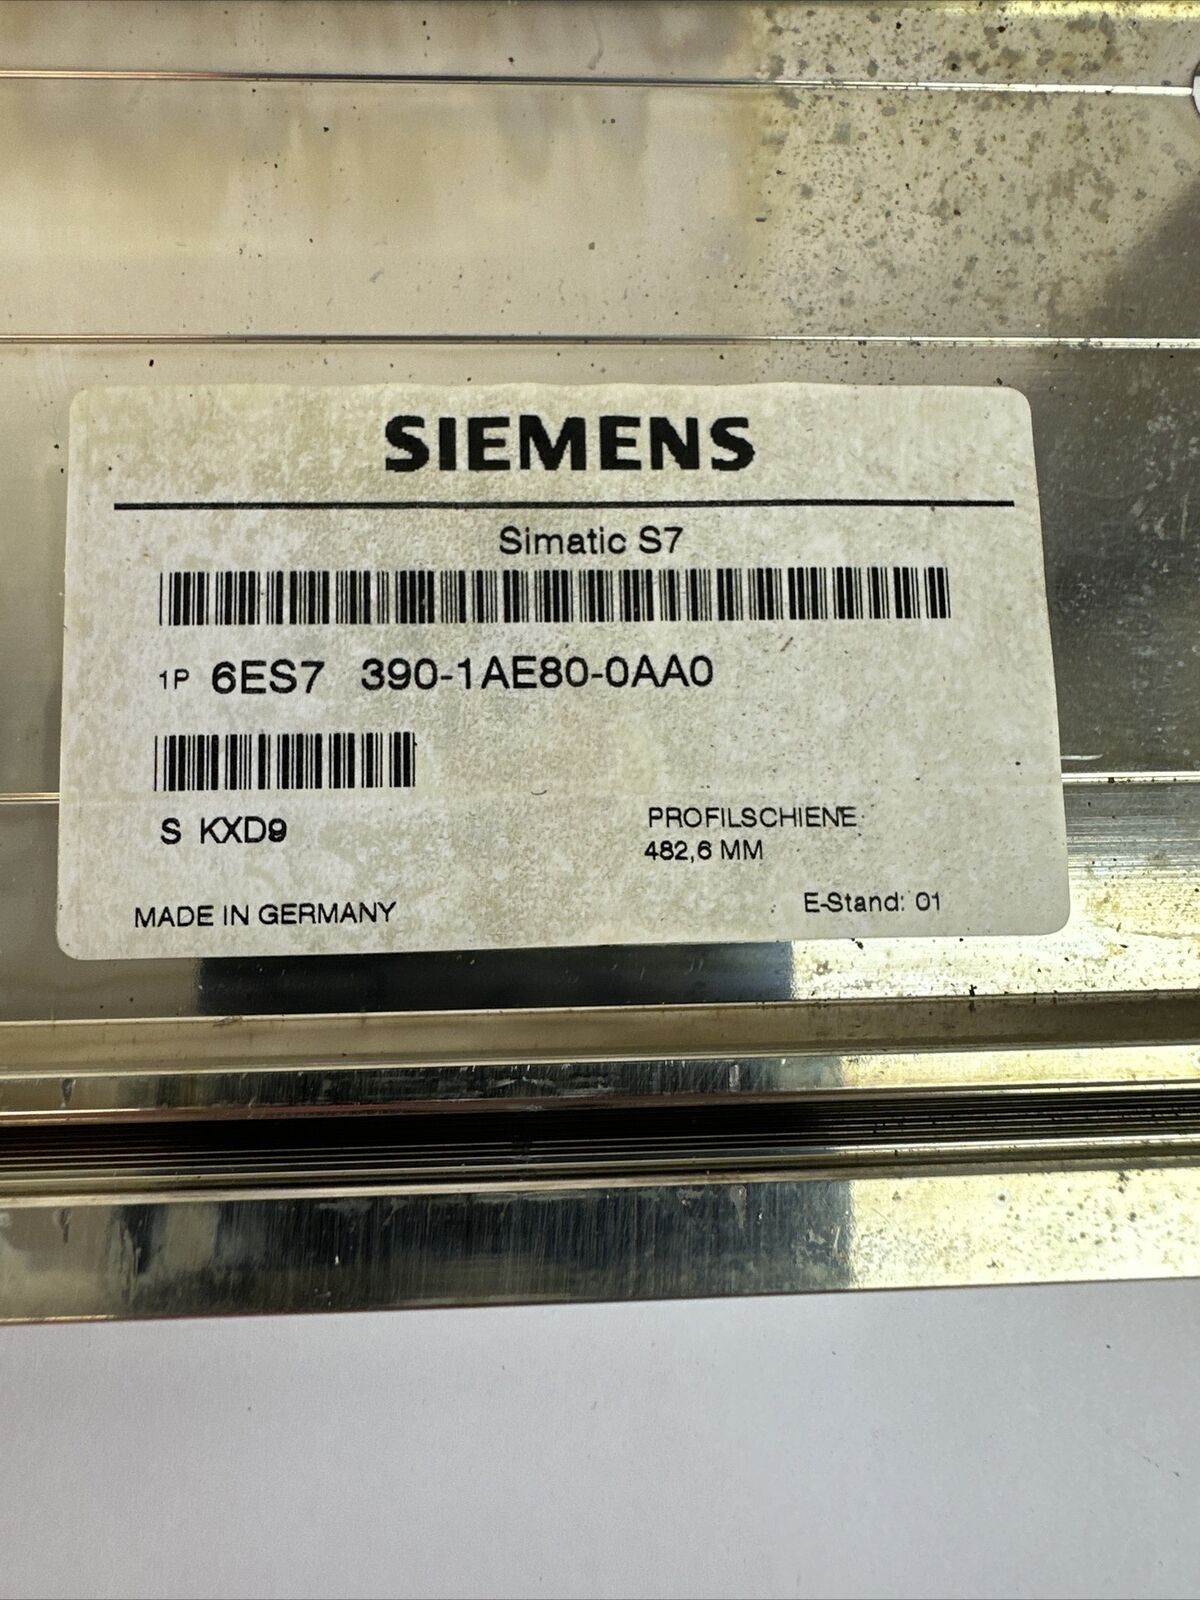 SIEMENS
Simatic S7
1P 6ES7 390-1AE80-0AA0
S KXD9
PROFILSCHIENE
482,6 MM
MADE IN GERMANY
E-Stand: 01